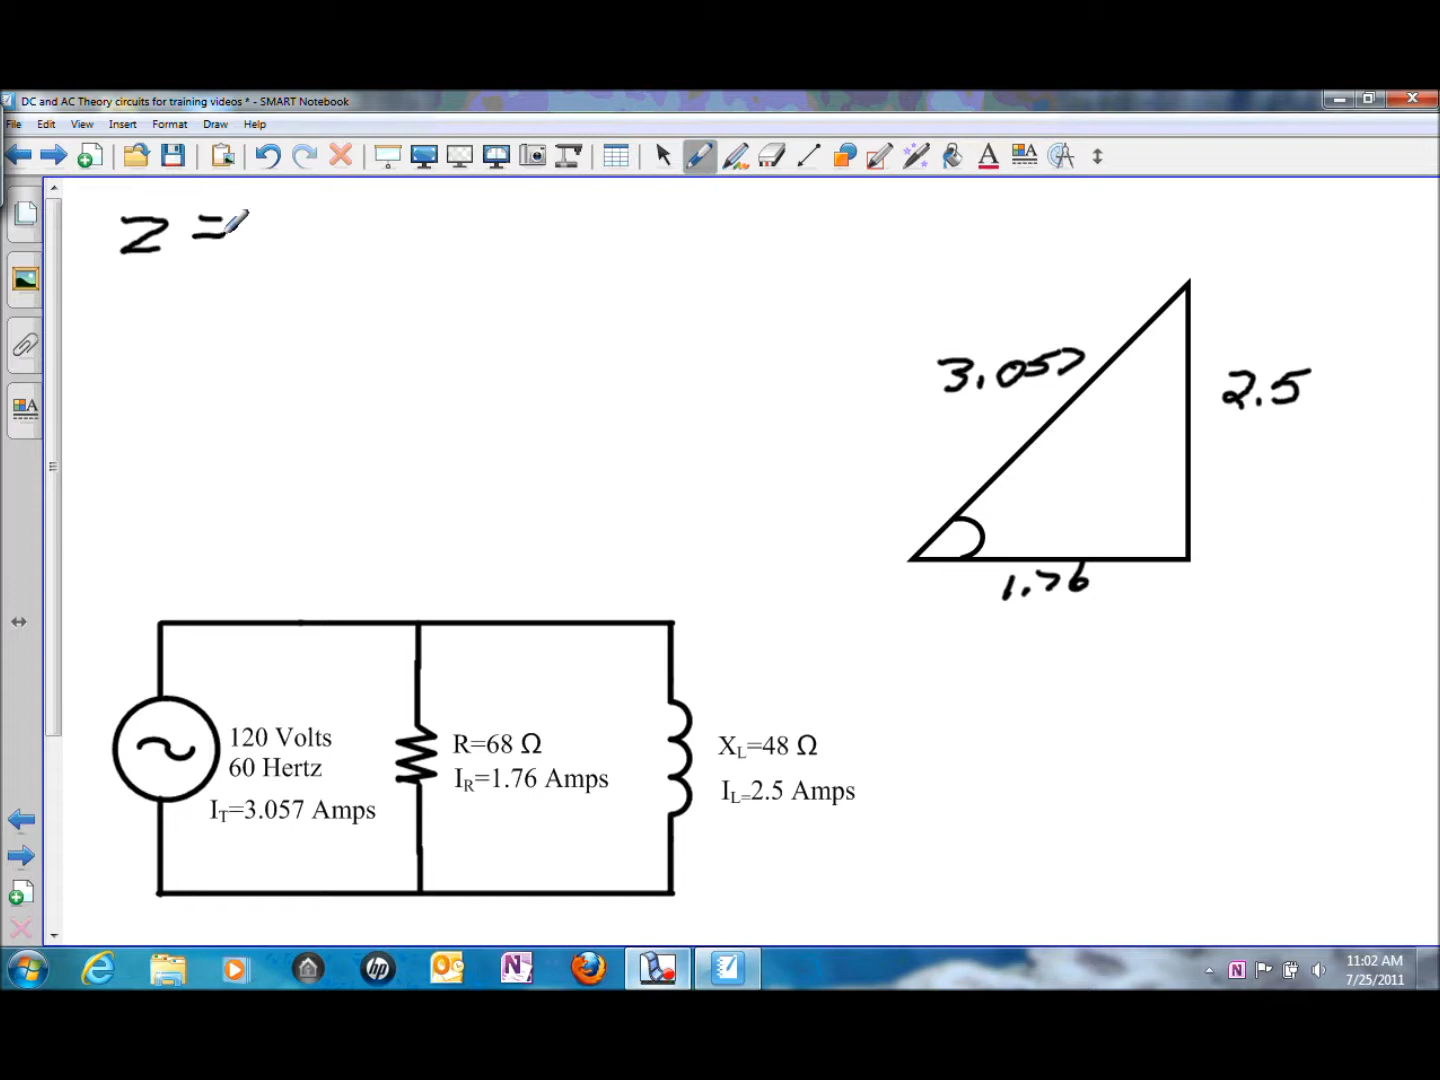 DC and AC Theory circuits for training videos * - SMART Notebook
File Edit View Insert Format Draw Help
Z =
3.057
2.5
1.76
120 Volts
60 Hertz
IT=3.057 Amps
R=68 Ω
IR=1.76 Amps
XL=48 Ω
IL=2.5 Amps
11:02 AM
7/25/2011